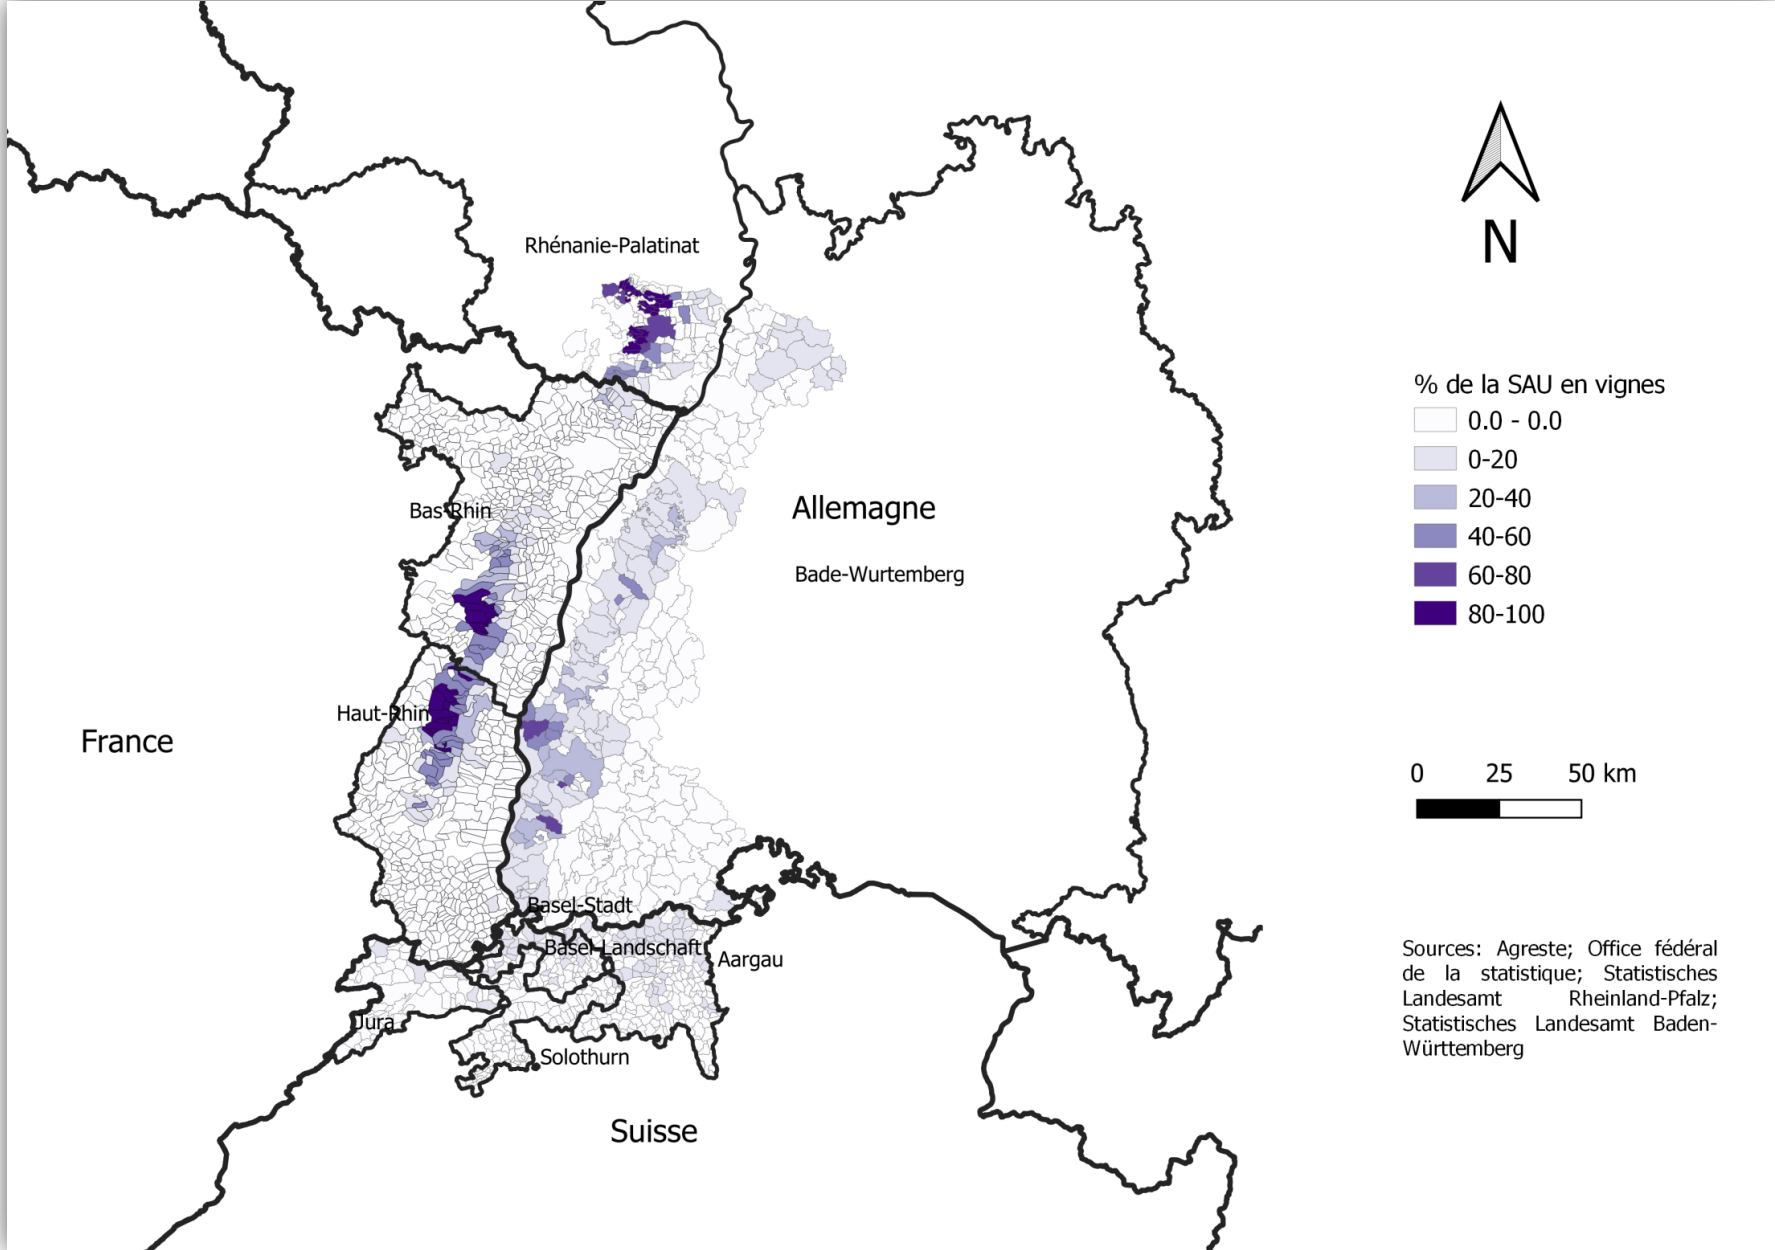 Rhénanie-Palatinat
N
% de la SAU en vignes
0.0 - 0.0
0-20
20-40
40-60
60-80
80-100
Bas-Rhin
Allemagne
Bade-Wurtemberg
Haut-Rhin
France
0 25 50 km
Basel-Stadt
Basel-Landschaft
Aargau
Jura
Solothurn
Suisse
Sources: Agreste; Office fédéral
de la statistique; Statistisches
Landesamt Rheinland-Pfalz;
Statistisches Landesamt Baden-
Württemberg